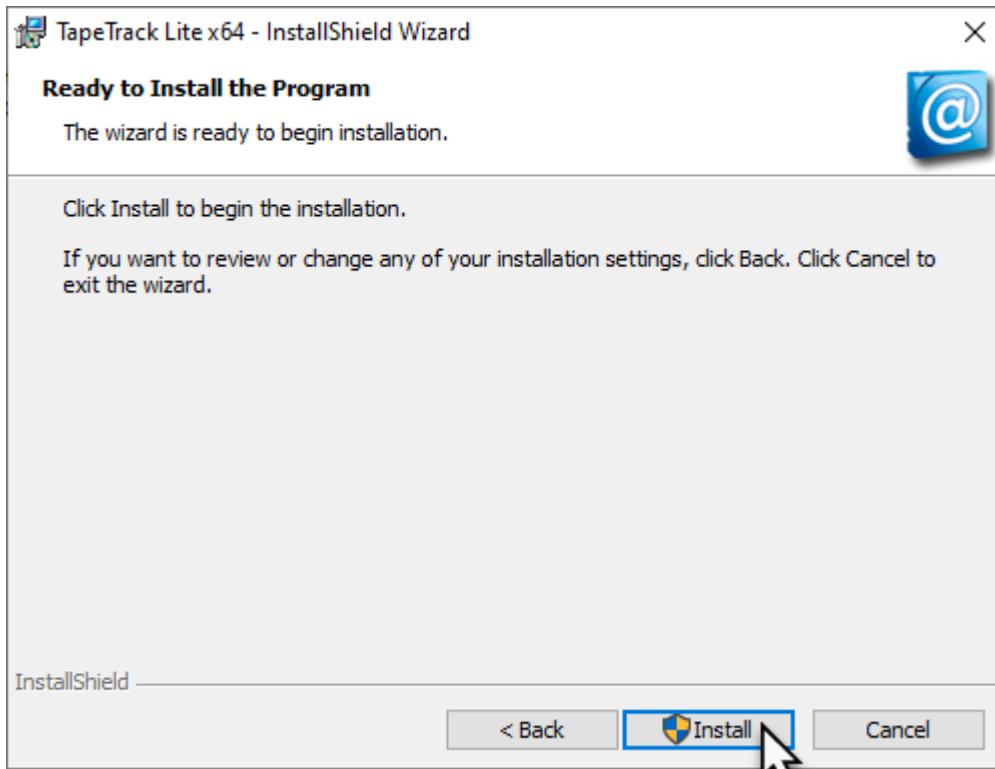 TapeTrack Lite x64 - InstallShield Wizard
Ready to Install the Program
The wizard is ready to begin installation.
@
Click Install to begin the installation.
If you want to review or change any of your installation settings, click Back. Click Cancel to
exit the wizard.
InstallShield
< Back
Install
Cancel